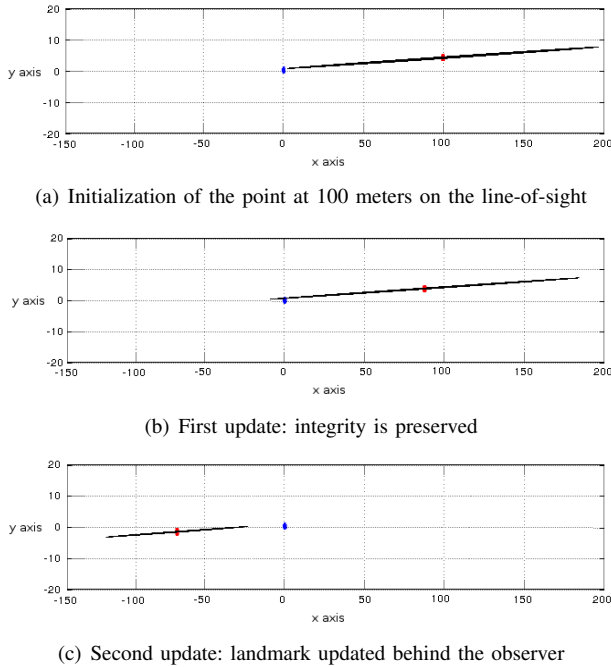 20
10
y axis 0
-10
-20
-150 -100 -50 0 50 100 150 200
x axis
(a) Initialization of the point at 100 meters on the line-of-sight
20
10
y axis 0
-10
-20
-150 -100 -50 0 50 100 150 200
x axis
(b) First update: integrity is preserved
20
10
y axis 0
-10
-20
-150 -100 -50 0 50 100 150 200
x axis
(c) Second update: landmark updated behind the observer